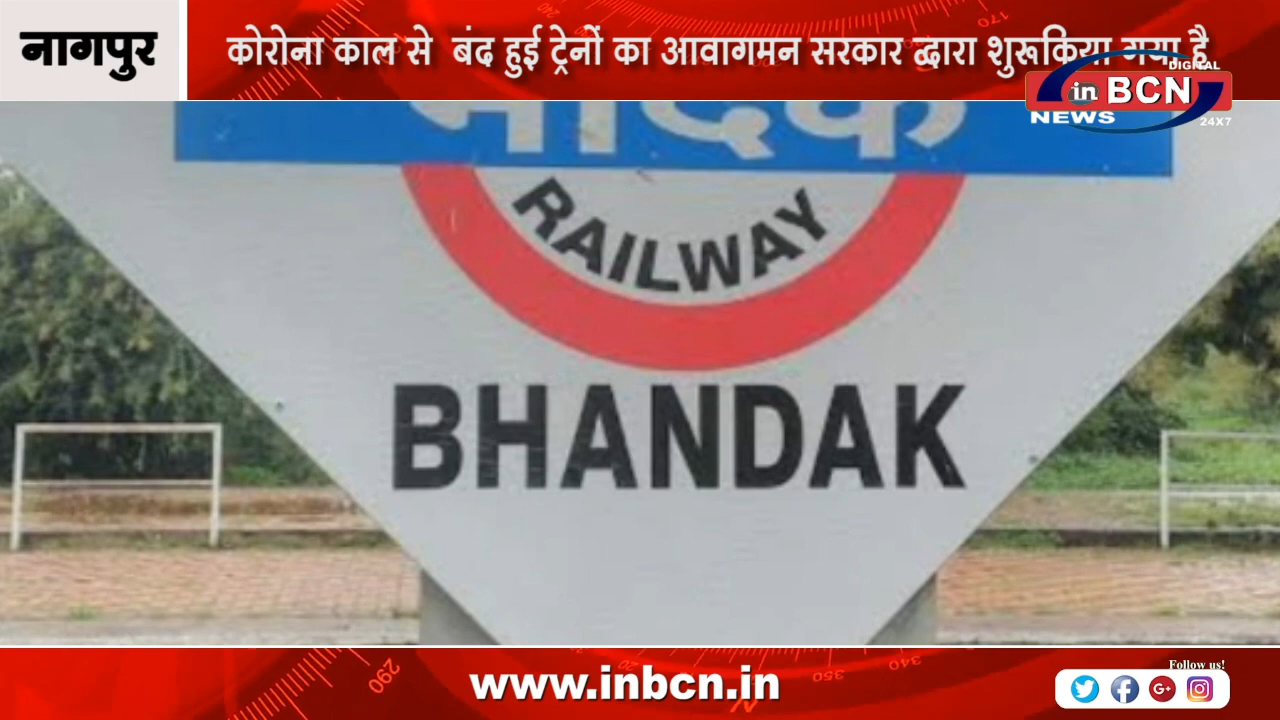 नागपुर
कोरोना काल से बंद हुई ट्रेनों का आवागमन सरकार द्वारा शुरूकिया गया है
DIGITAL
in BCN
NEWS
24X7
RAILWAY
BHANDAK
www.inbcn.in
Follow us!